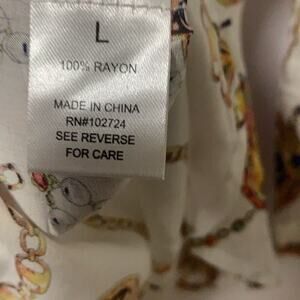 L
100% RAYON
MADE IN CHINA
RN#102724
SEE REVERSE
FOR CARE